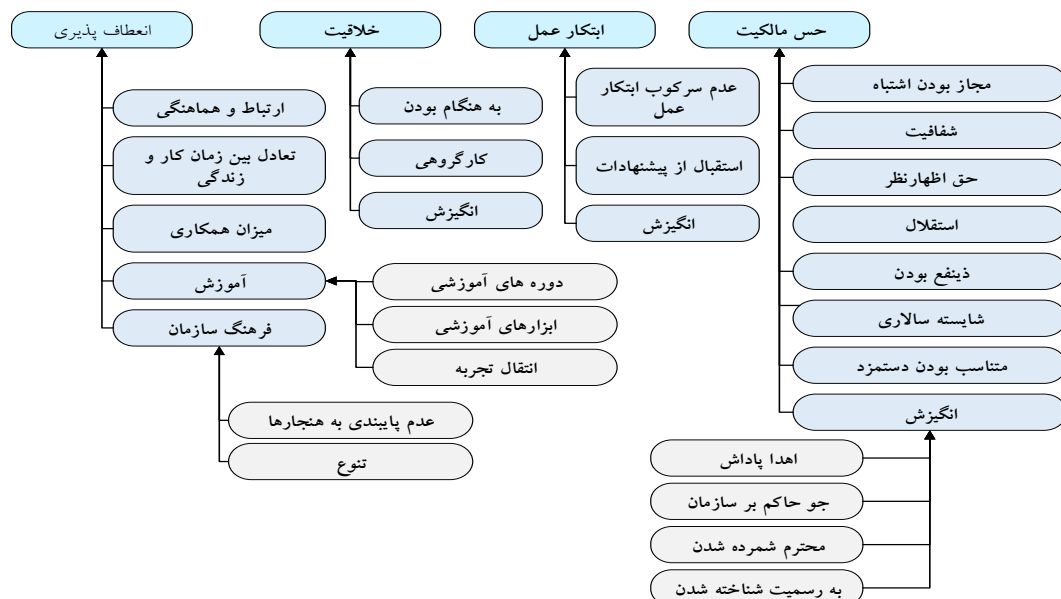 حس مالکیت
مجاز بودن اشتباه
شفافیت
حق اظهارنظر
استقلال
ذینفع بودن
شایسته سالاری
متناسب بودن دستمزد
انگیزش
اهدا پاداش
جو حاکم بر سازمان
محترم شمرده شدن
به رسمیت شناخته شدن
ابتکار عمل
عدم سرکوب ابتکار
عمل
استقبال از پیشنهادات
انگیزش
خلاقیت
به هنگام بودن
کارگروهی
انگیزش
انعطاف پذیری
ارتباط و هماهنگی
تعادل بین زمان کار و
زندگی
میزان همکاری
آموزش
دوره های آموزشی
ابزارهای آموزشی
انتقال تجربه
فرهنگ سازمان
عدم پایبندی به هنجارها
تنوع